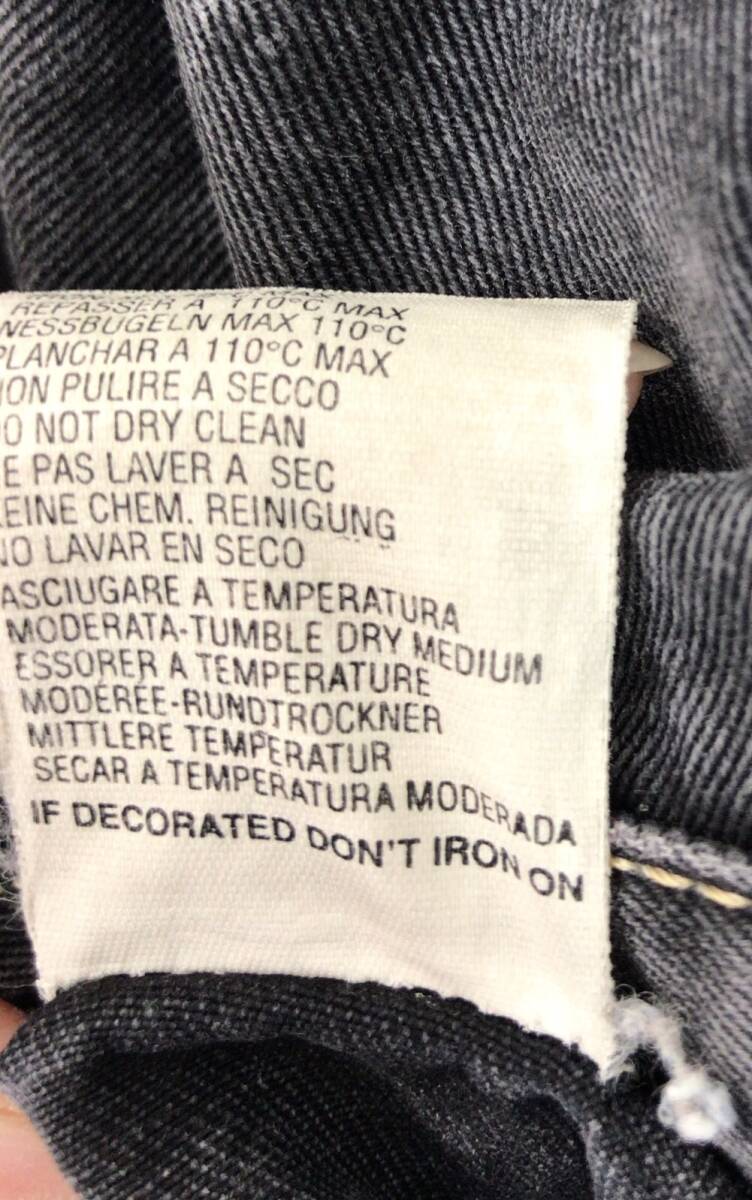 REPASSER A 110°C MAX
NESSBUGELN MAX 110°C
PLANCHAR A 110°C MAX
ON PULIRE A SECCO
O NOT DRY CLEAN
E PAS LAVER A SEC
EINE CHEM. REINIGUNG
NO LAVAR EN SECO
ASCIUGARE A TEMPERATURA
MODERATA-TUMBLE DRY MEDIUM
ESSORER A TEMPERATURE
MODÉRÉE-RUNDTROCKNER
MITTLERE TEMPERATUR
SECAR A TEMPERATURA MODERADA
IF DECORATED DON'T IRON ON